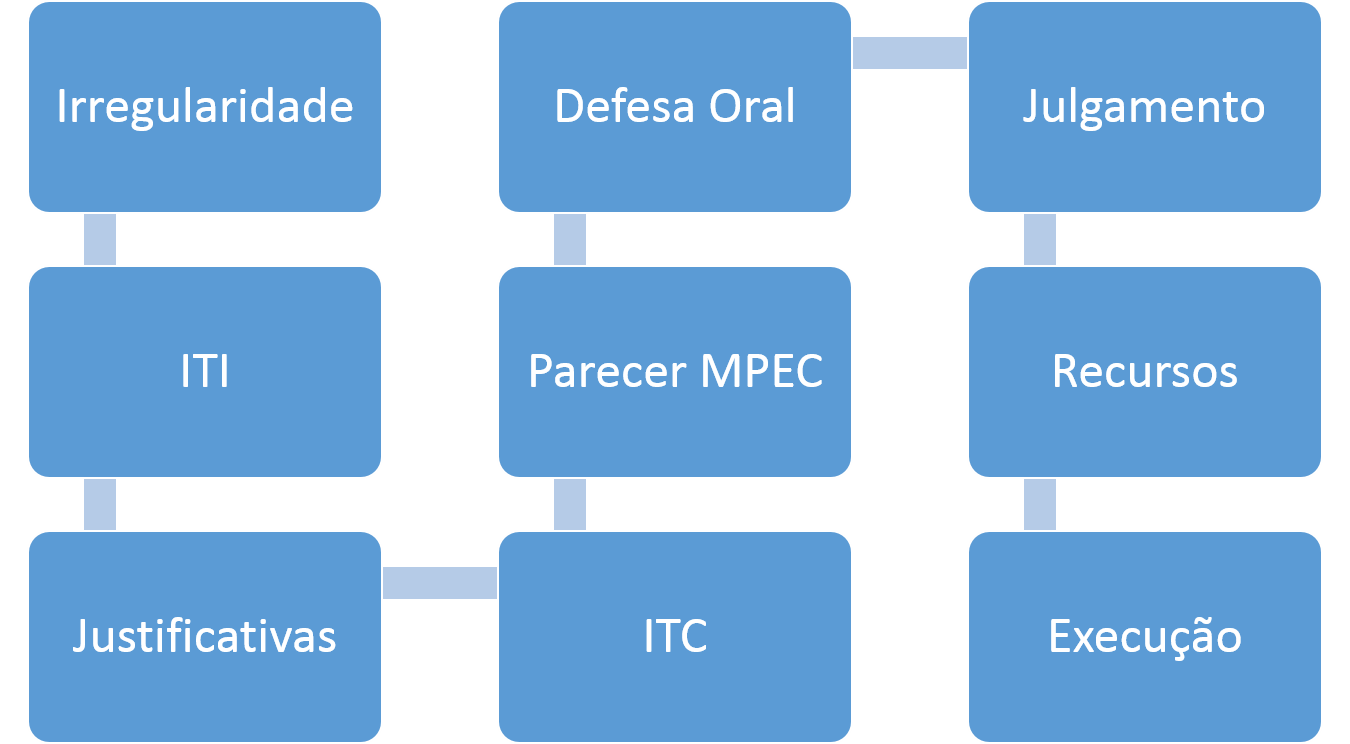 Irregularidade
ITI
Justificativas
ITC
Parecer MPEC
Defesa Oral
Julgamento
Recursos
Execução